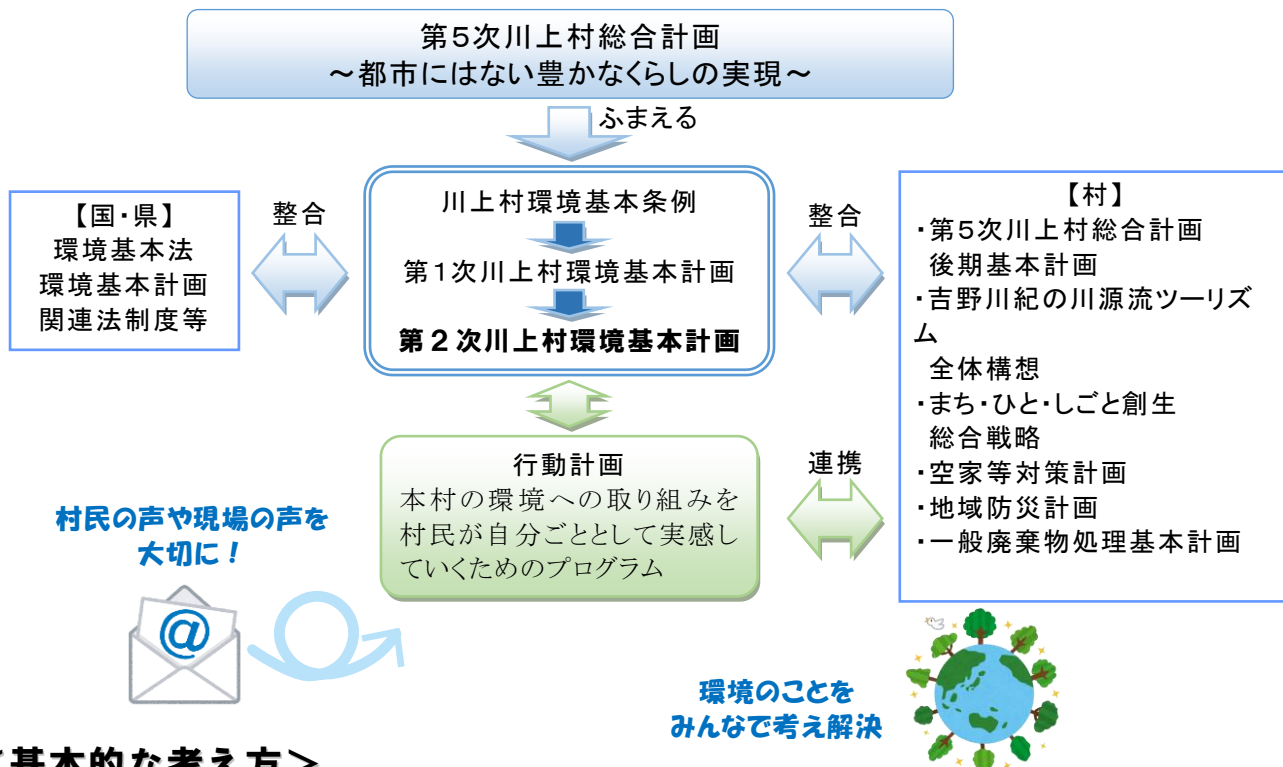 第5次川上村総合計画
～都市にはない豊かなくらしの実現～
ふまえる
【国・県】
環境基本法
環境基本計画
関連法制度等
整合
川上村環境基本条例
第1次川上村環境基本計画
第2次川上村環境基本計画
整合
【村】
・第5次川上村総合計画
後期基本計画
・吉野川紀の川源流ツーリズ
ム
全体構想
・まち・ひと・しごと創生
総合戦略
・空家等対策計画
・地域防災計画
・一般廃棄物処理基本計画
行動計画
本村の環境への取り組みを
村民が自分ごととして実感し
ていくためのプログラム
連携
村民の声や現場の声を
大切に！
@
環境のことを
みんなで考え解決
＜基本的な考え方＞